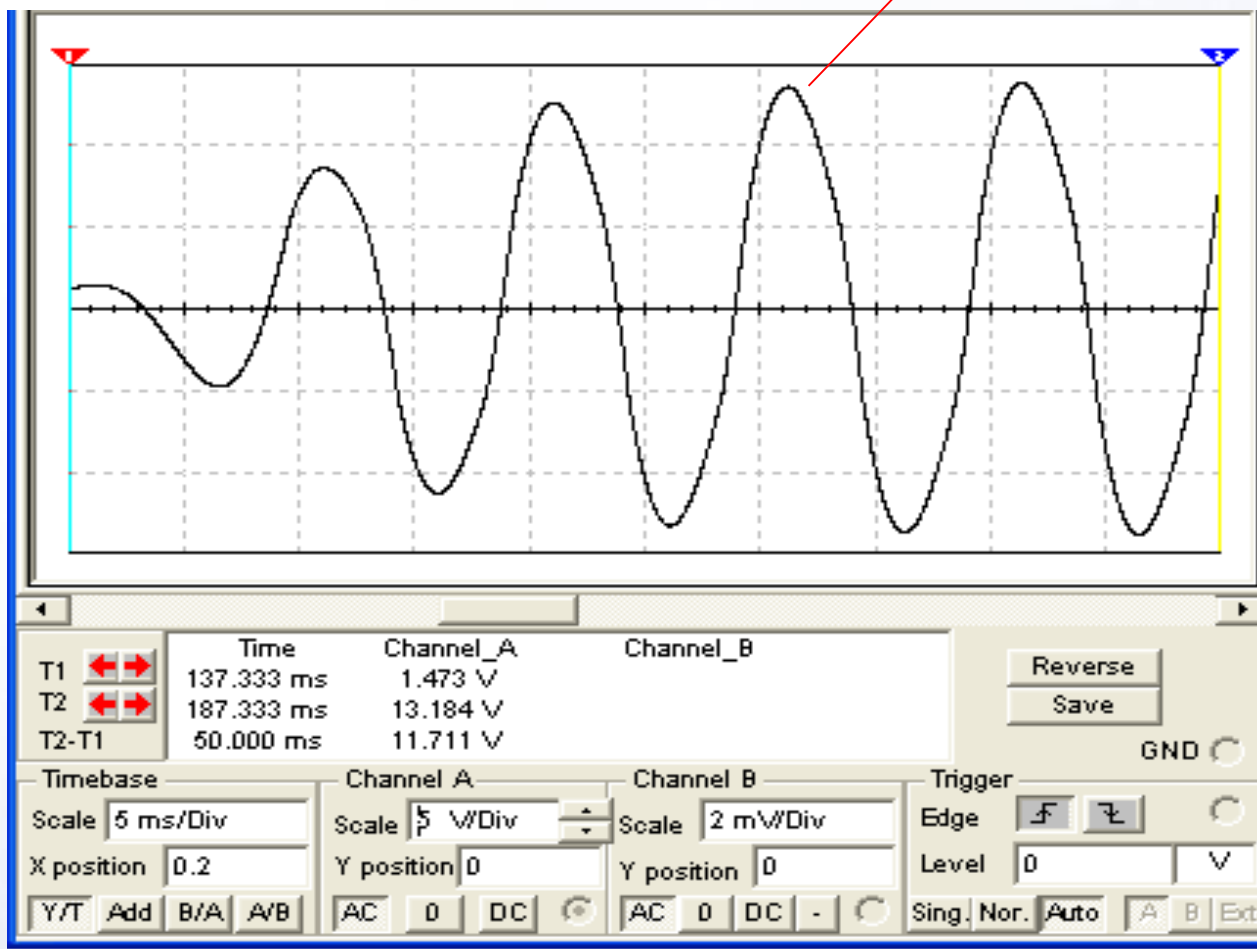 1 2
Time Channel_A Channel_B
T1 137.333 ms 1.473 V
T2 187.333 ms 13.184 V
T2-T1 50.000 ms 11.711 V
Reverse
Save
GND
Timebase
Scale 5 ms/Div
X position 0.2
Y/T Add B/A A/B
Channel A
Scale 5 V/Div
Y position 0
AC 0 DC
Channel B
Scale 2 mV/Div
Y position 0
AC 0 DC -
Trigger
Edge
Level 0 V
Sing. Nor. Auto A B Ext